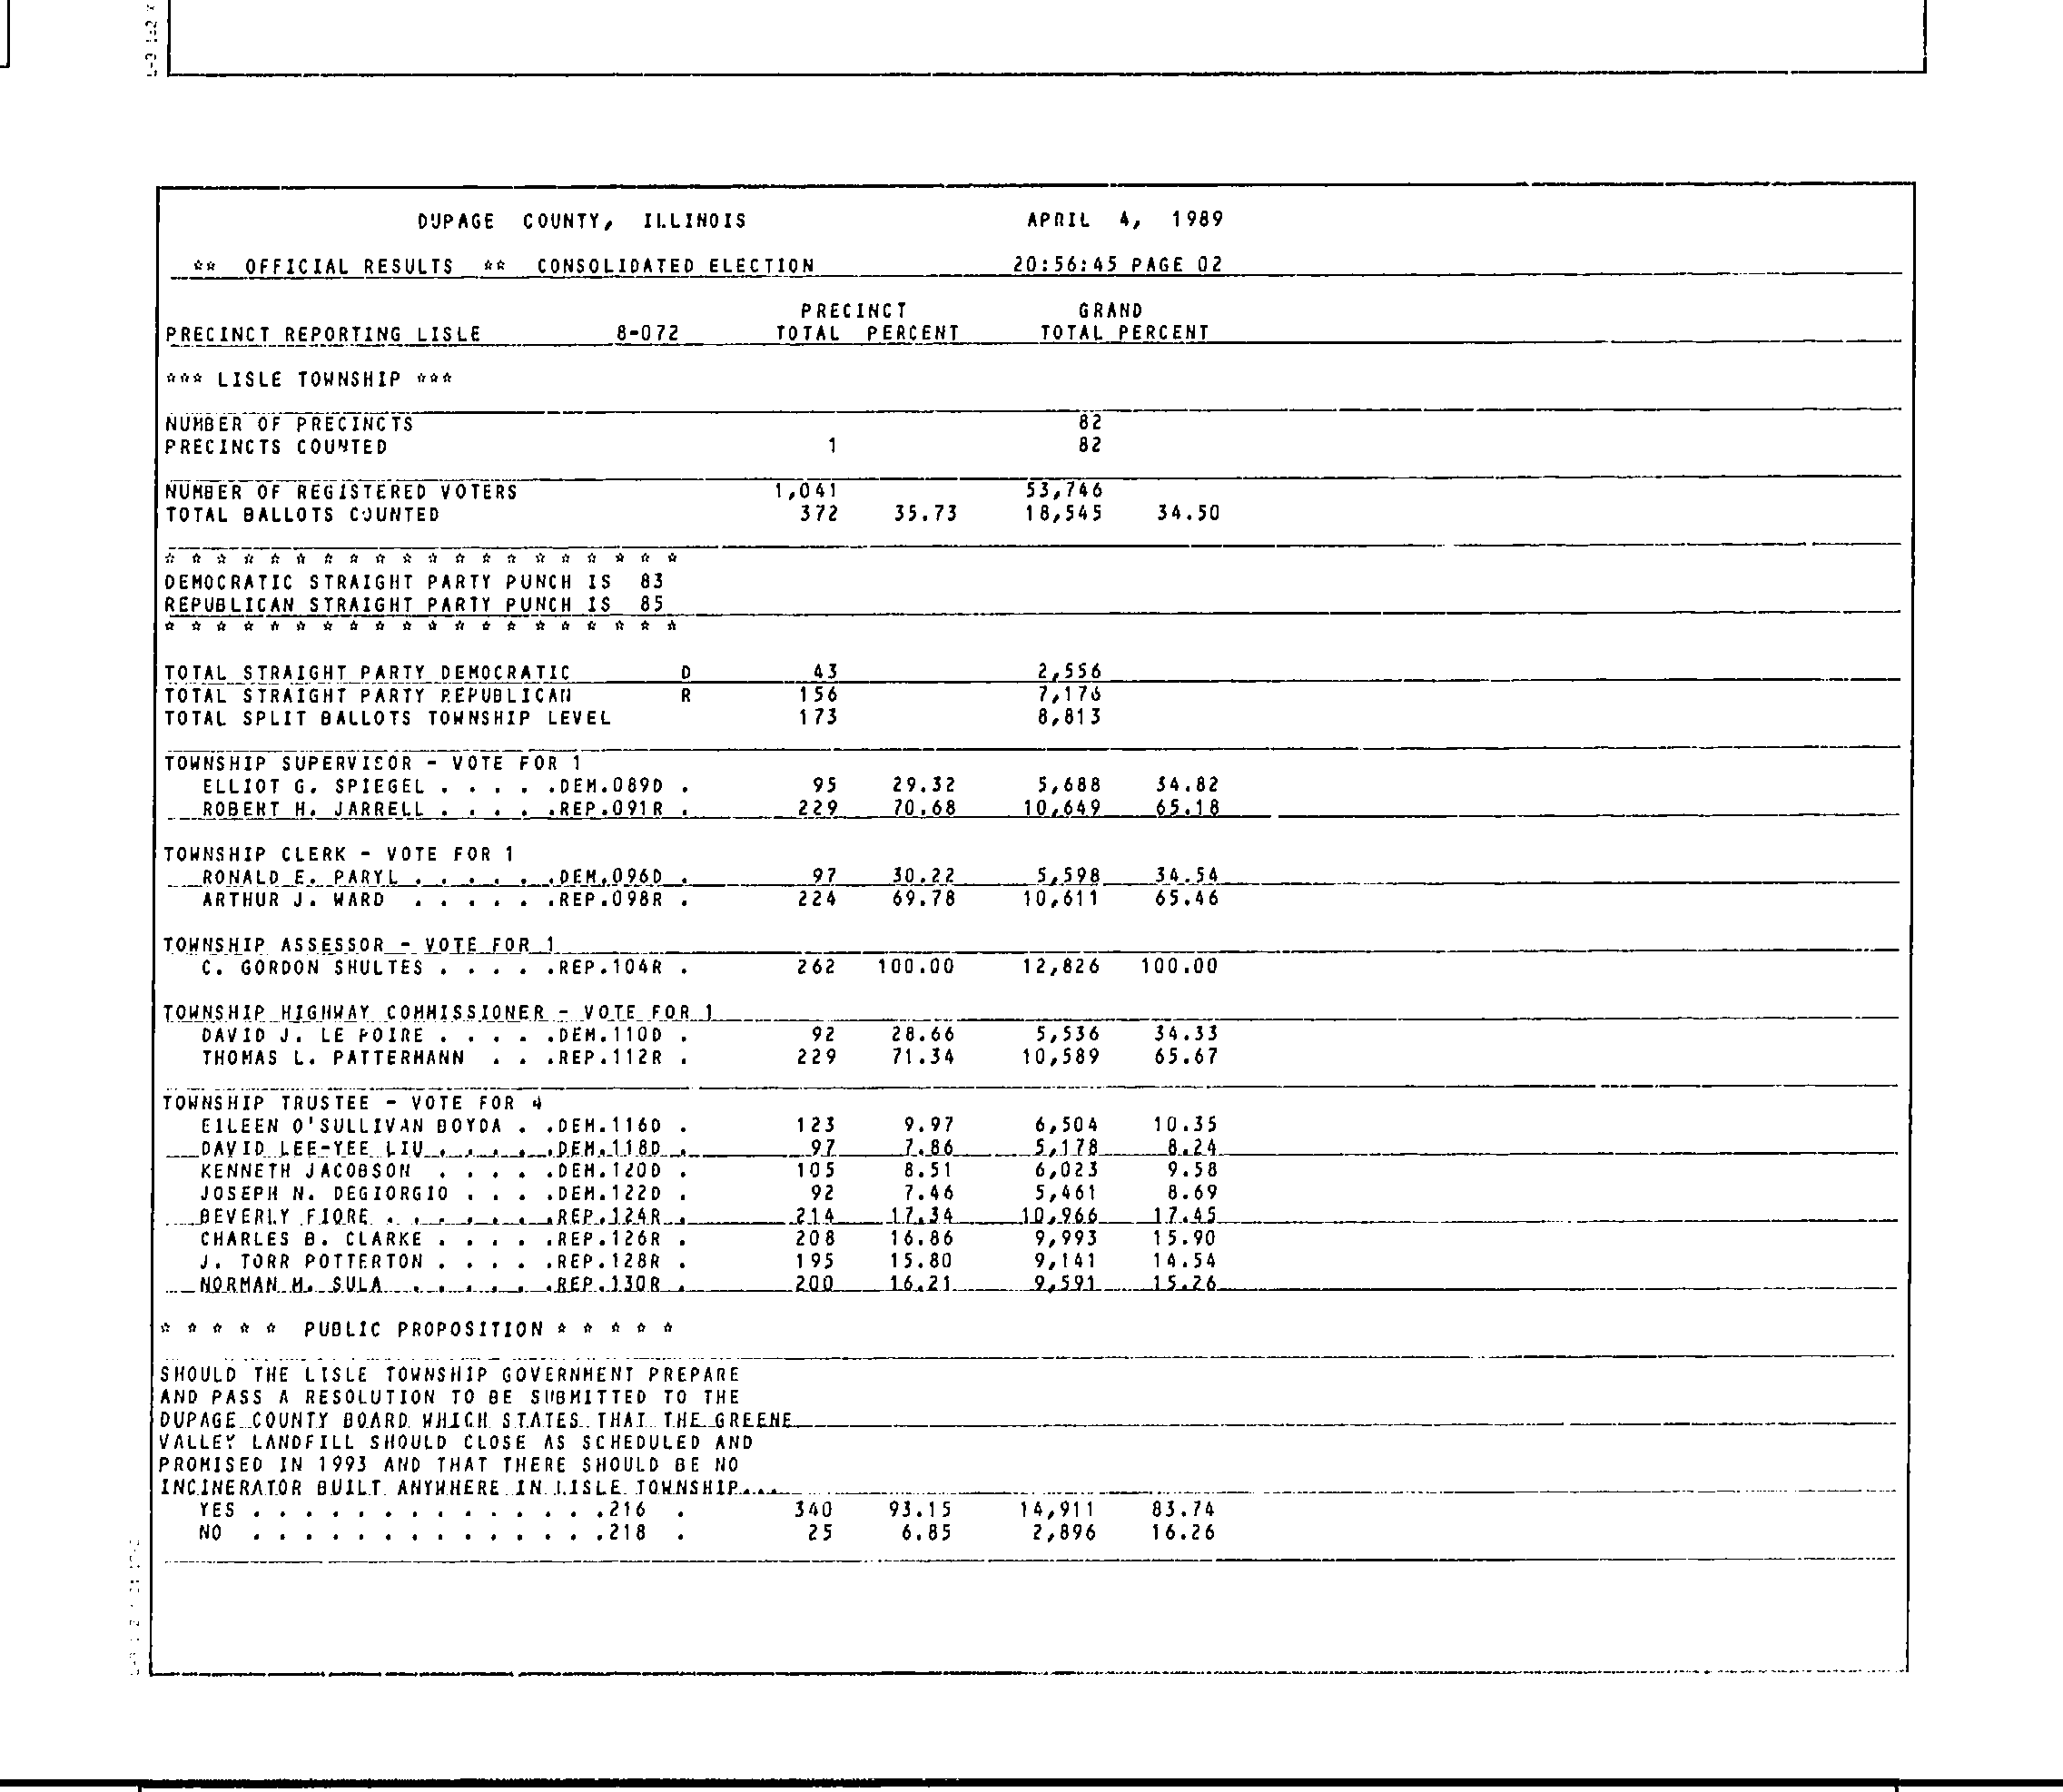 DUPAGE COUNTY, ILLINOIS APRIL 4, 1989
** OFFICIAL RESULTS ** CONSOLIDATED ELECTION 20:56:45 PAGE 02
PRECINCT GRAND
PRECINCT REPORTING LISLE 8-072 TOTAL PERCENT TOTAL PERCENT
*** LISLE TOWNSHIP ***
NUMBER OF PRECINCTS 82
PRECINCTS COUNTED 1 82
NUMBER OF REGISTERED VOTERS 1,041 53,746
TOTAL BALLOTS COUNTED 372 35.73 18,545 34.50
* * * * * * * * * * * * * * * * * * * *
DEMOCRATIC STRAIGHT PARTY PUNCH IS 83
REPUBLICAN STRAIGHT PARTY PUNCH IS 85
* * * * * * * * * * * * * * * * * * * *
TOTAL STRAIGHT PARTY DEMOCRATIC D 43 2,556
TOTAL STRAIGHT PARTY REPUBLICAN R 156 7,176
TOTAL SPLIT BALLOTS TOWNSHIP LEVEL 173 8,813
TOWNSHIP SUPERVISOR - VOTE FOR 1
ELLIOT G. SPIEGEL . . . . .DEM.089D . 95 29.32 5,688 34.82
ROBERT H. JARRELL . . . . .REP.091R . 229 70.68 10,649 65.18
TOWNSHIP CLERK - VOTE FOR 1
RONALD E. PARYL . . . . . .DEM.096D . 97 30.22 5,598 34.54
ARTHUR J. WARD . . . . . .REP.098R . 224 69.78 10,611 65.46
TOWNSHIP ASSESSOR - VOTE FOR 1
C. GORDON SHULTES . . . . .REP.104R . 262 100.00 12,826 100.00
TOWNSHIP HIGHWAY COMMISSIONER - VOTE FOR 1
DAVID J. LE POIRE . . . . .DEM.110D . 92 28.66 5,536 34.33
THOMAS L. PATTERMANN . . .REP.112R . 229 71.34 10,589 65.67
TOWNSHIP TRUSTEE - VOTE FOR 4
EILEEN O'SULLIVAN BOYDA . .DEM.116D . 123 9.97 6,504 10.35
DAVID LEE-YEE LIU . . . . .DEM.118D . 97 7.86 5,178 8.24
KENNETH JACOBSON . . . . .DEM.120D . 105 8.51 6,023 9.58
JOSEPH N. DEGIORGIO . . . .DEM.122D . 92 7.46 5,461 8.69
BEVERLY FIORE . . . . . . .REP.124R . 214 17.34 10,966 17.45
CHARLES B. CLARKE . . . . .REP.126R . 208 16.86 9,993 15.90
J. TORR POTTERTON . . . . .REP.128R . 195 15.80 9,141 14.54
NORMAN M. SULA . . . . . .REP.130R . 200 16.21 9,591 15.26
* * * * * PUBLIC PROPOSITION * * * * *
SHOULD THE LISLE TOWNSHIP GOVERNMENT PREPARE
AND PASS A RESOLUTION TO BE SUBMITTED TO THE
DUPAGE COUNTY BOARD WHICH STATES THAT THE GREENE
VALLEY LANDFILL SHOULD CLOSE AS SCHEDULED AND
PROMISED IN 1993 AND THAT THERE SHOULD BE NO
INCINERATOR BUILT ANYWHERE IN LISLE TOWNSHIP...
YES . . . . . . . . . . . . . .216 . 340 93.15 14,911 83.74
NO . . . . . . . . . . . . . .218 . 25 6.85 2,896 16.26